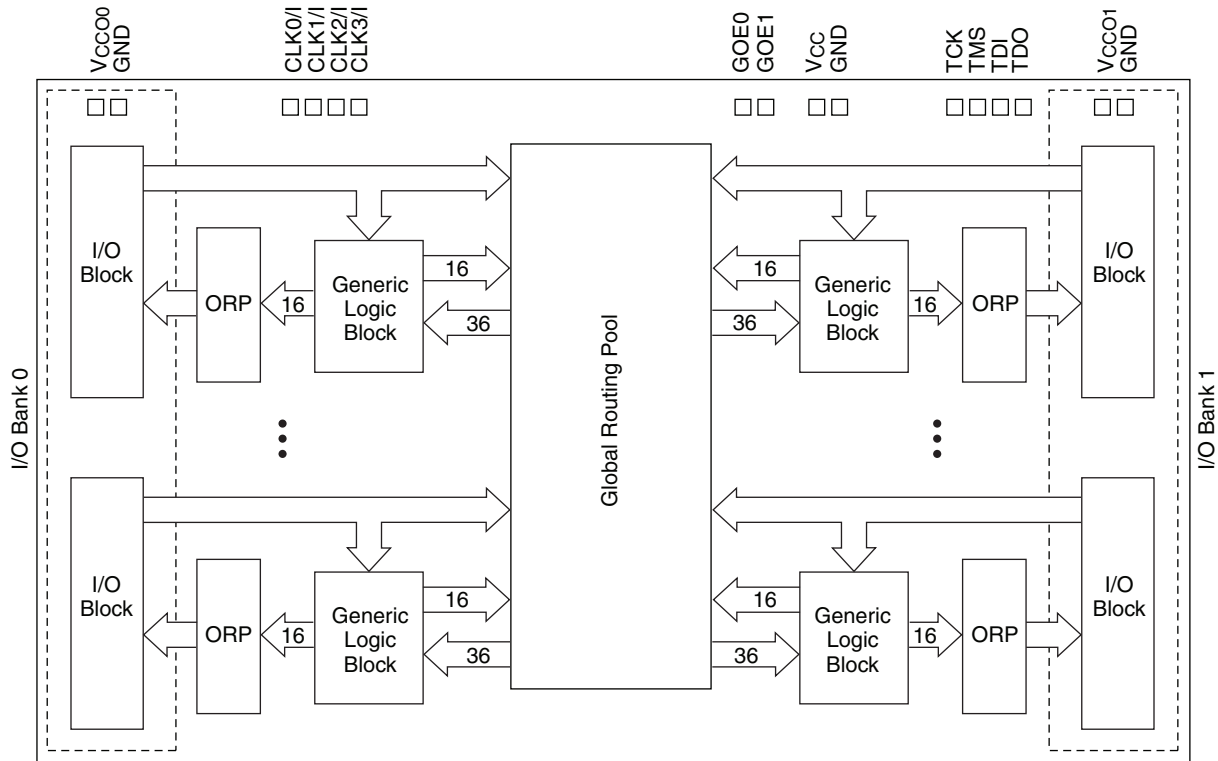 VCCO0
GND
CLK0/I
CLK1/I
CLK2/I
CLK3/I
GOE0
GOE1
VCC
GND
TCK
TMS
TDI
TDO
VCCO1
GND
I/O Bank 0
I/O
Block
ORP
16
Generic
Logic
Block
16
36
Global Routing Pool
16
36
Generic
Logic
Block
16
ORP
I/O
Block
I/O Bank 1
I/O
Block
ORP
16
Generic
Logic
Block
16
36
16
36
Generic
Logic
Block
16
ORP
I/O
Block